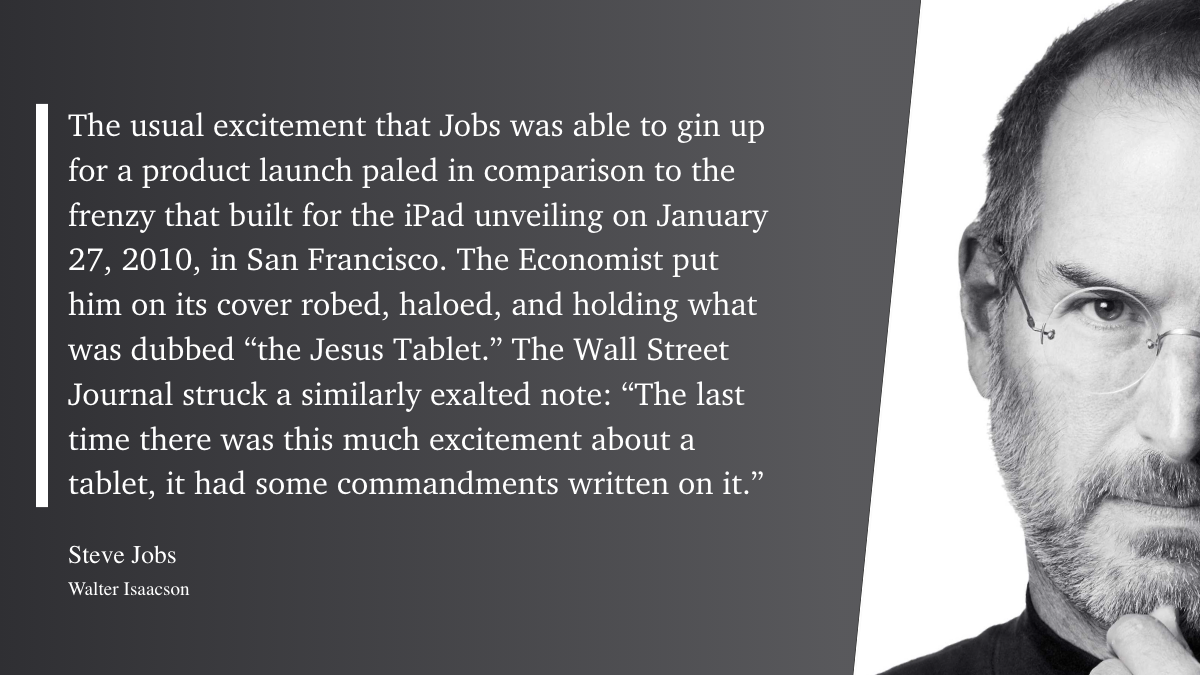 The usual excitement that Jobs was able to gin up
for a product launch paled in comparison to the
frenzy that built for the iPad unveiling on January
27, 2010, in San Francisco. The Economist put
him on its cover robed, haloed, and holding what
was dubbed “the Jesus Tablet.” The Wall Street
Journal struck a similarly exalted note: “The last
time there was this much excitement about a
tablet, it had some commandments written on it.”
Steve Jobs
Walter Isaacson